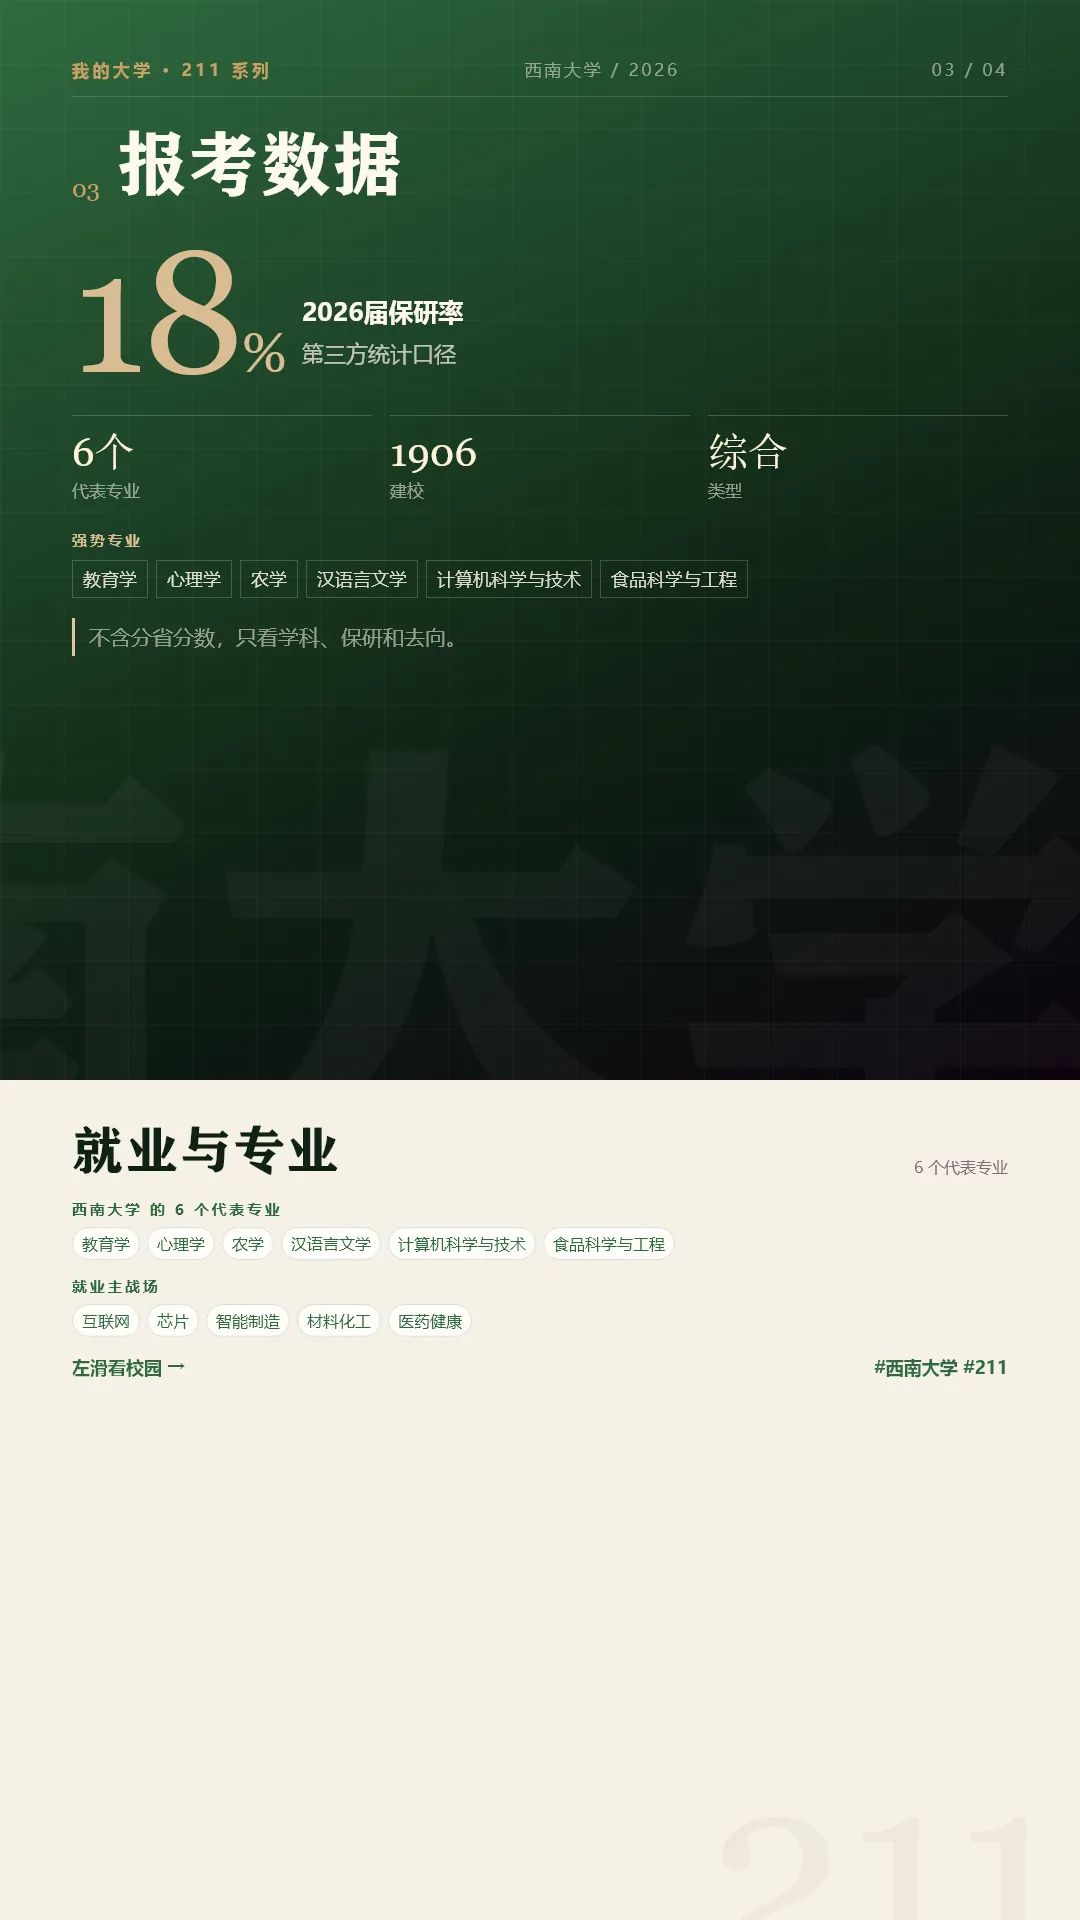 我的大学 • 211 系列
西南大学 / 2026
03 / 04
03 报考数据
18%
2026届保研率
第三方统计口径
6个
代表专业
1906
建校
综合
类型
强势专业
教育学 心理学 农学 汉语言文学 计算机科学与技术 食品科学与工程
不含分省分数，只看学科、保研和去向。
南大学
就业与专业
6 个代表专业
西南大学 的 6 个代表专业
教育学 心理学 农学 汉语言文学 计算机科学与技术 食品科学与工程
就业主战场
互联网 芯片 智能制造 材料化工 医药健康
左滑看校园 →
#西南大学 #211
211